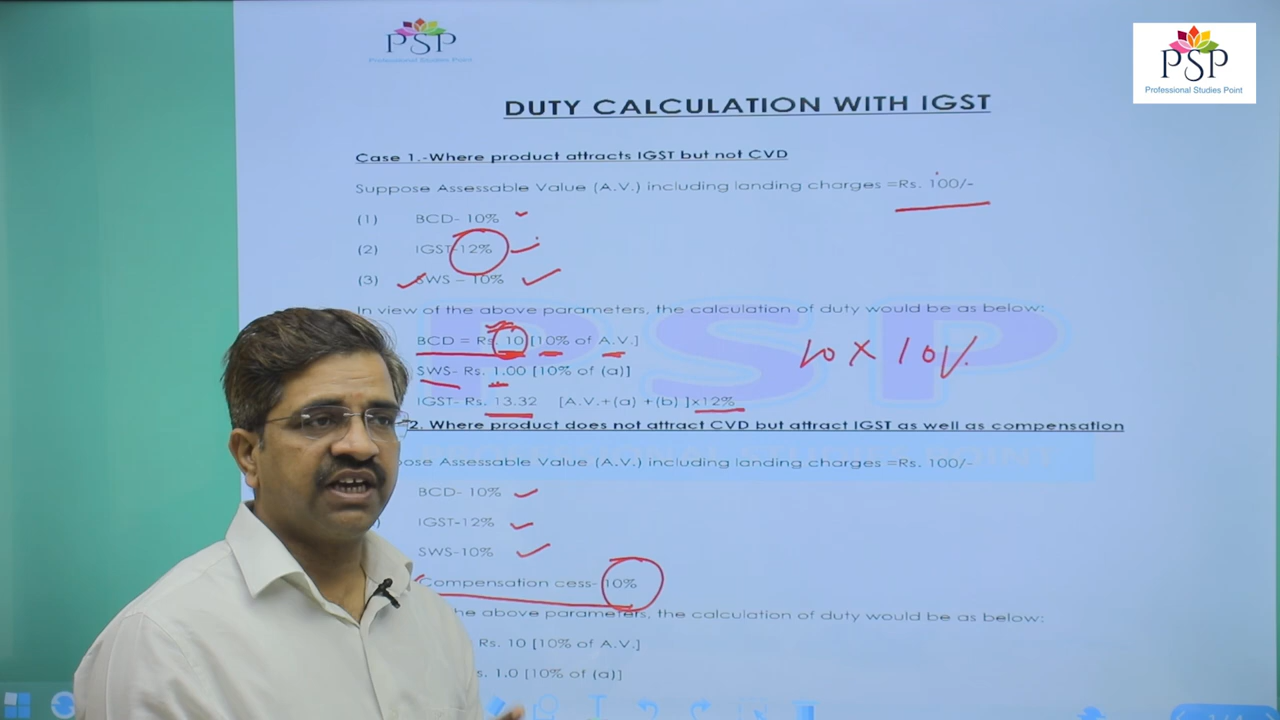 PSP
Professional Studies Point
PSP
Professional Studies Point
DUTY CALCULATION WITH IGST
Case 1.-Where product attracts IGST but not CVD
Suppose Assessable Value (A.V.) including landing charges =Rs. 100/-
(1) BCD- 10%
(2) IGST-12%
(3) SWS – 10%
In view of the above parameters, the calculation of duty would be as below:
BCD = Rs. 10 [10% of A.V.]
10 X 10%
SWS- Rs. 1.00 [10% of (a)]
IGST- Rs. 13.32 [A.V.+(a) +(b) ]x12%
2. Where product does not attract CVD but attract IGST as well as compensation
pose Assessable Value (A.V.) including landing charges =Rs. 100/-
BCD- 10%
) IGST-12%
SWS-10%
Compensation cess- 10%
he above parameters, the calculation of duty would be as below:
Rs. 10 [10% of A.V.]
s. 1.0 [10% of (a)]